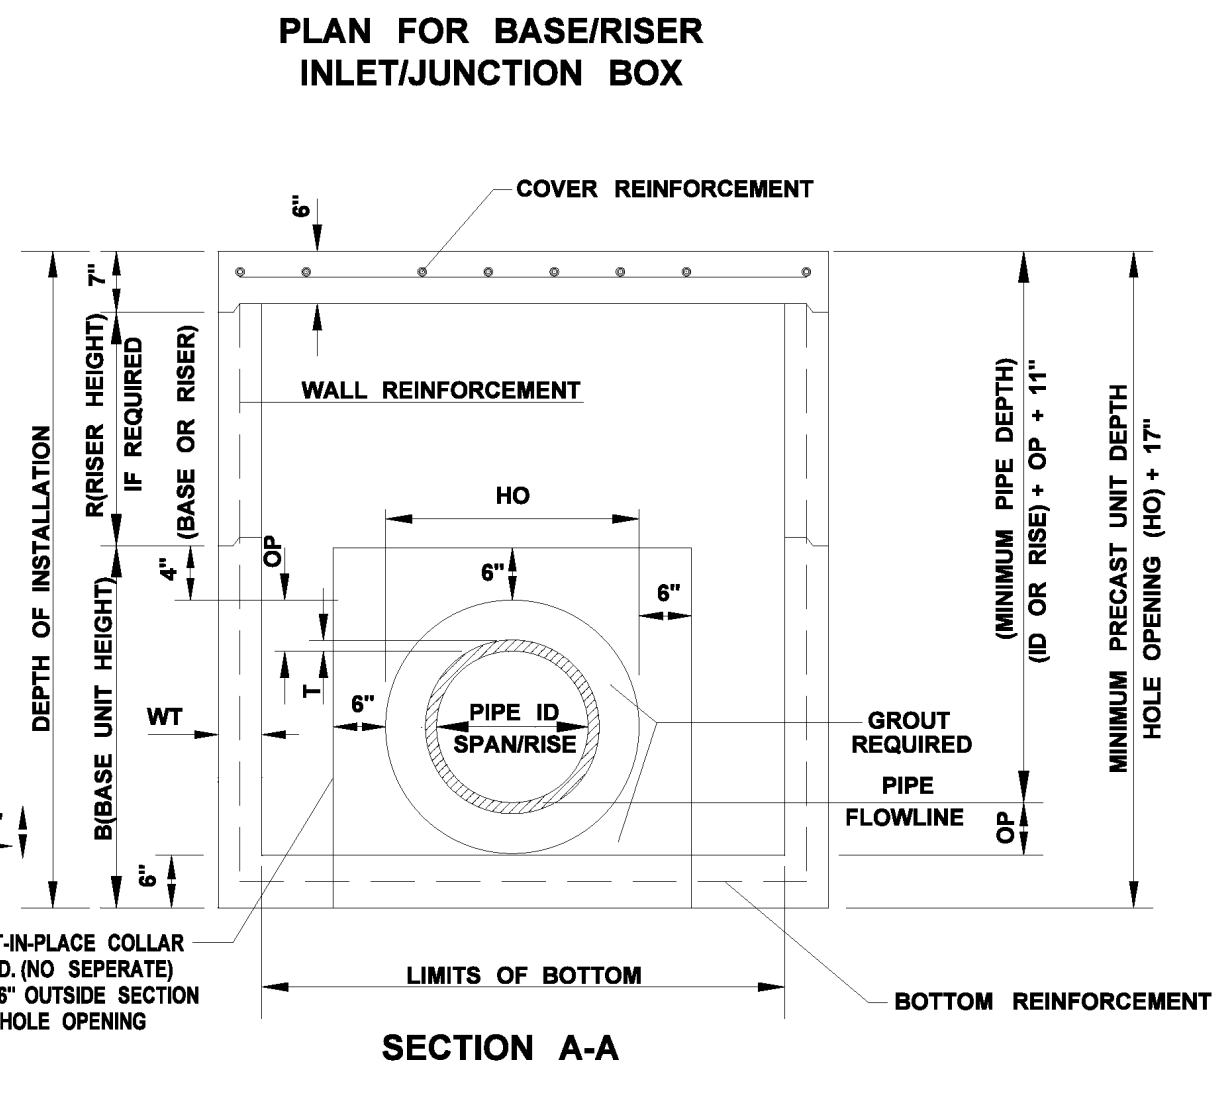 PLAN FOR BASE/RISER
INLET/JUNCTION BOX
COVER REINFORCEMENT
6"
7"
R(RISER HEIGHT)
IF REQUIRED
(BASE OR RISER)
WALL REINFORCEMENT
DEPTH OF INSTALLATION
HO
OP
4"
6"
6"
(MINIMUM PIPE DEPTH)
(ID OR RISE) + OP + 11"
MINIMUM PRECAST UNIT DEPTH
HOLE OPENING (HO) + 17"
B(BASE UNIT HEIGHT)
WT
T
6"
PIPE ID
SPAN/RISE
GROUT
REQUIRED
PIPE
FLOWLINE
OP
6"
T-IN-PLACE COLLAR
D. (NO SEPERATE)
6" OUTSIDE SECTION
HOLE OPENING
LIMITS OF BOTTOM
BOTTOM REINFORCEMENT
SECTION A-A